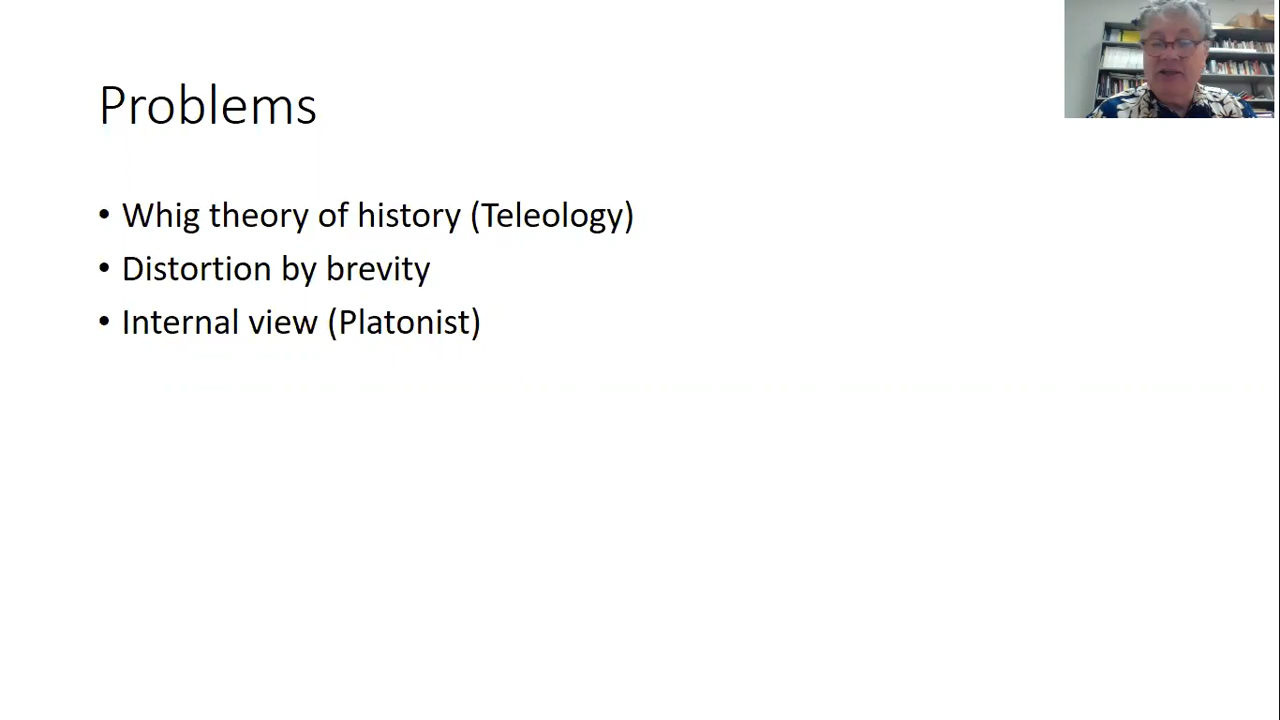 Problems
• Whig theory of history (Teleology)
• Distortion by brevity
• Internal view (Platonist)